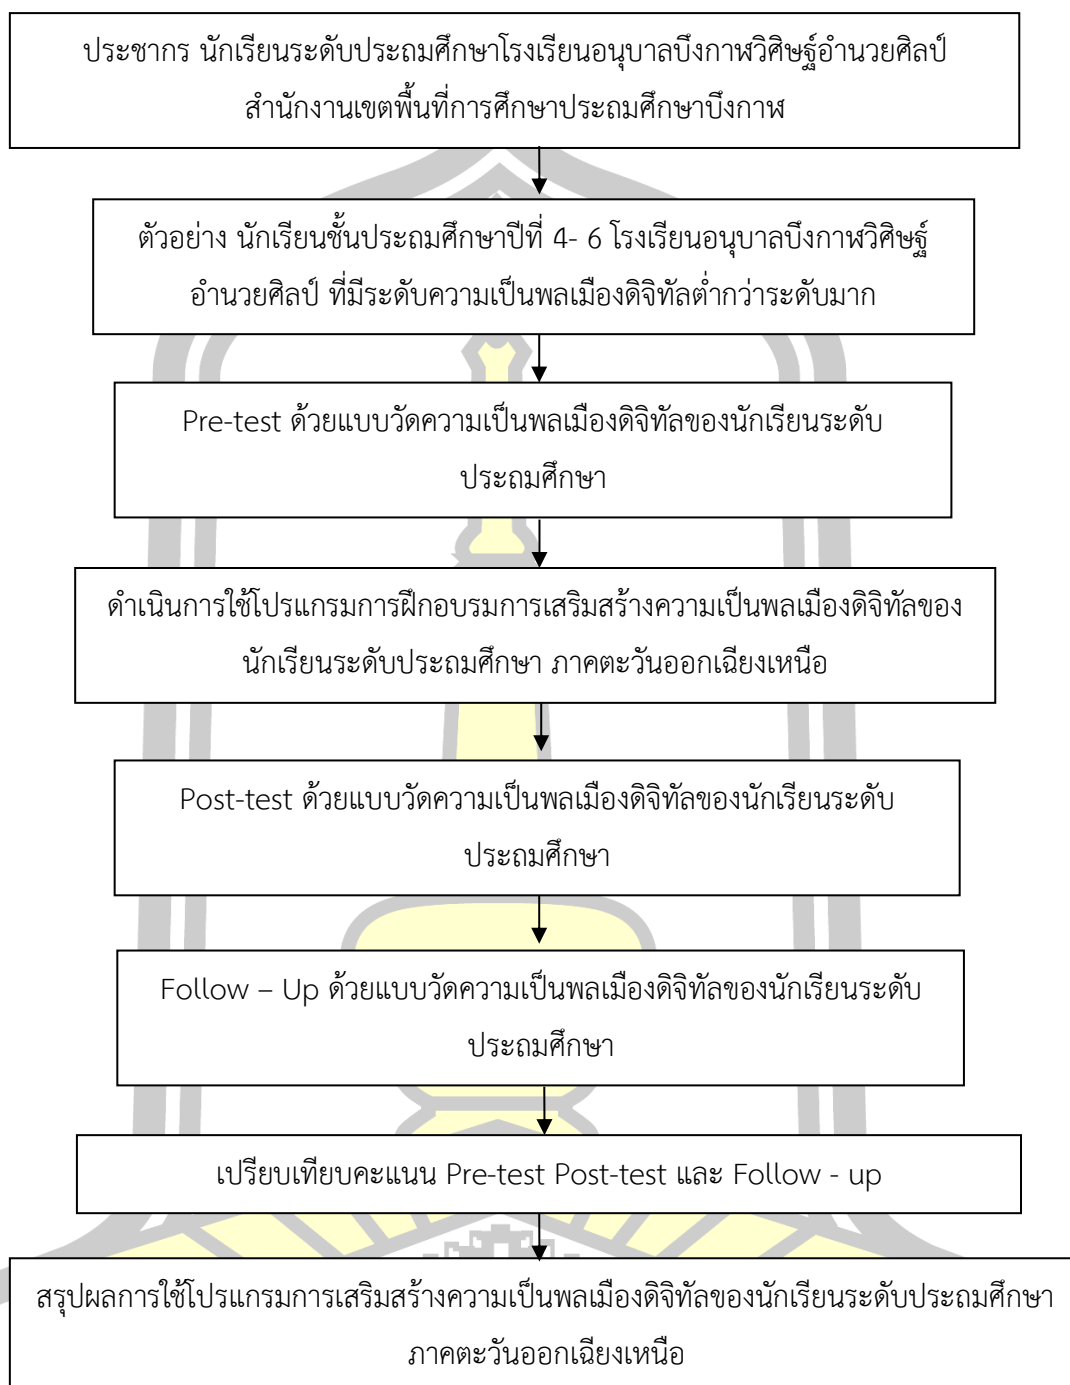 ประชากร นักเรียนระดับประถมศึกษาโรงเรียนอนุบาลบึงกาฬวิศิษฐ์อำนวยศิลป์
สำนักงานเขตพื้นที่การศึกษาประถมศึกษาบึงกาฬ
ตัวอย่าง นักเรียนชั้นประถมศึกษาปีที่ 4- 6 โรงเรียนอนุบาลบึงกาฬวิศิษฐ์
อำนวยศิลป์ ที่มีระดับความเป็นพลเมืองดิจิทัลต่ำกว่าระดับมาก
Pre-test ด้วยแบบวัดความเป็นพลเมืองดิจิทัลของนักเรียนระดับ
ประถมศึกษา
ดำเนินการใช้โปรแกรมการฝึกอบรมการเสริมสร้างความเป็นพลเมืองดิจิทัลของ
นักเรียนระดับประถมศึกษา ภาคตะวันออกเฉียงเหนือ
Post-test ด้วยแบบวัดความเป็นพลเมืองดิจิทัลของนักเรียนระดับ
ประถมศึกษา
Follow – Up ด้วยแบบวัดความเป็นพลเมืองดิจิทัลของนักเรียนระดับ
ประถมศึกษา
เปรียบเทียบคะแนน Pre-test Post-test และ Follow - up
สรุปผลการใช้โปรแกรมการเสริมสร้างความเป็นพลเมืองดิจิทัลของนักเรียนระดับประถมศึกษา
ภาคตะวันออกเฉียงเหนือ